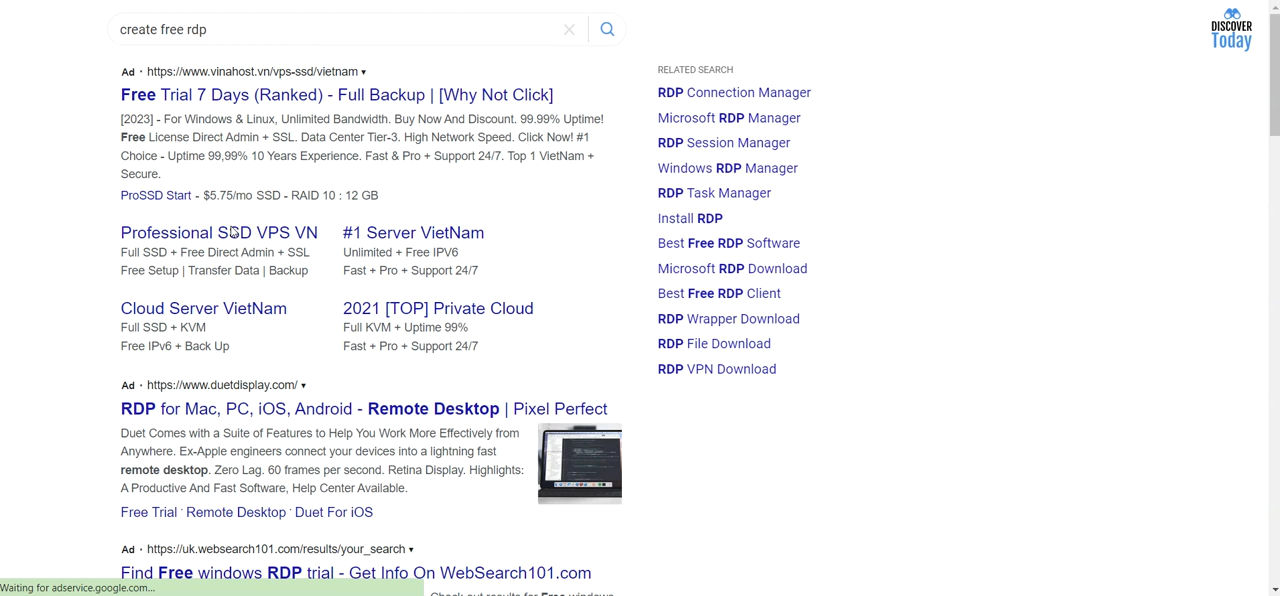 create free rdp
DISCOVER
Today
Ad · https://www.vinahost.vn/vps-ssd/vietnam ▾
Free Trial 7 Days (Ranked) - Full Backup | [Why Not Click]
[2023] - For Windows & Linux, Unlimited Bandwidth. Buy Now And Discount. 99.99% Uptime!
Free License Direct Admin + SSL. Data Center Tier-3. High Network Speed. Click Now! #1
Choice - Uptime 99,99% 10 Years Experience. Fast & Pro + Support 24/7. Top 1 VietNam +
Secure.
ProSSD Start - $5.75/mo SSD - RAID 10 : 12 GB
Professional SSD VPS VN
Full SSD + Free Direct Admin + SSL
Free Setup | Transfer Data | Backup
#1 Server VietNam
Unlimited + Free IPV6
Fast + Pro + Support 24/7
Cloud Server VietNam
Full SSD + KVM
Free IPv6 + Back Up
2021 [TOP] Private Cloud
Full KVM + Uptime 99%
Fast + Pro + Support 24/7
Ad · https://www.duetdisplay.com/ ▾
RDP for Mac, PC, iOS, Android - Remote Desktop | Pixel Perfect
Duet Comes with a Suite of Features to Help You Work More Effectively from
Anywhere. Ex-Apple engineers connect your devices into a lightning fast
remote desktop. Zero Lag. 60 frames per second. Retina Display. Highlights:
A Productive And Fast Software, Help Center Available.
Free Trial · Remote Desktop · Duet For iOS
Ad · https://uk.websearch101.com/results/your_search ▾
Find Free windows RDP trial - Get Info On WebSearch101.com
Waiting for adservice.google.com...
RELATED SEARCH
RDP Connection Manager
Microsoft RDP Manager
RDP Session Manager
Windows RDP Manager
RDP Task Manager
Install RDP
Best Free RDP Software
Microsoft RDP Download
Best Free RDP Client
RDP Wrapper Download
RDP File Download
RDP VPN Download